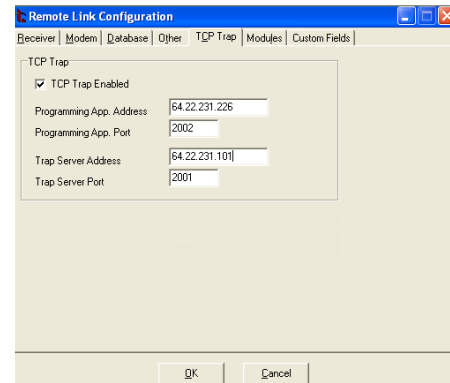 Remote Link Configuration
Receiver Modem Database Other TCP Trap Modules Custom Fields
TCP Trap
TCP Trap Enabled
Programming App. Address 64.22.231.226
Programming App. Port 2002
Trap Server Address 64.22.231.101
Trap Server Port 2001
OK Cancel